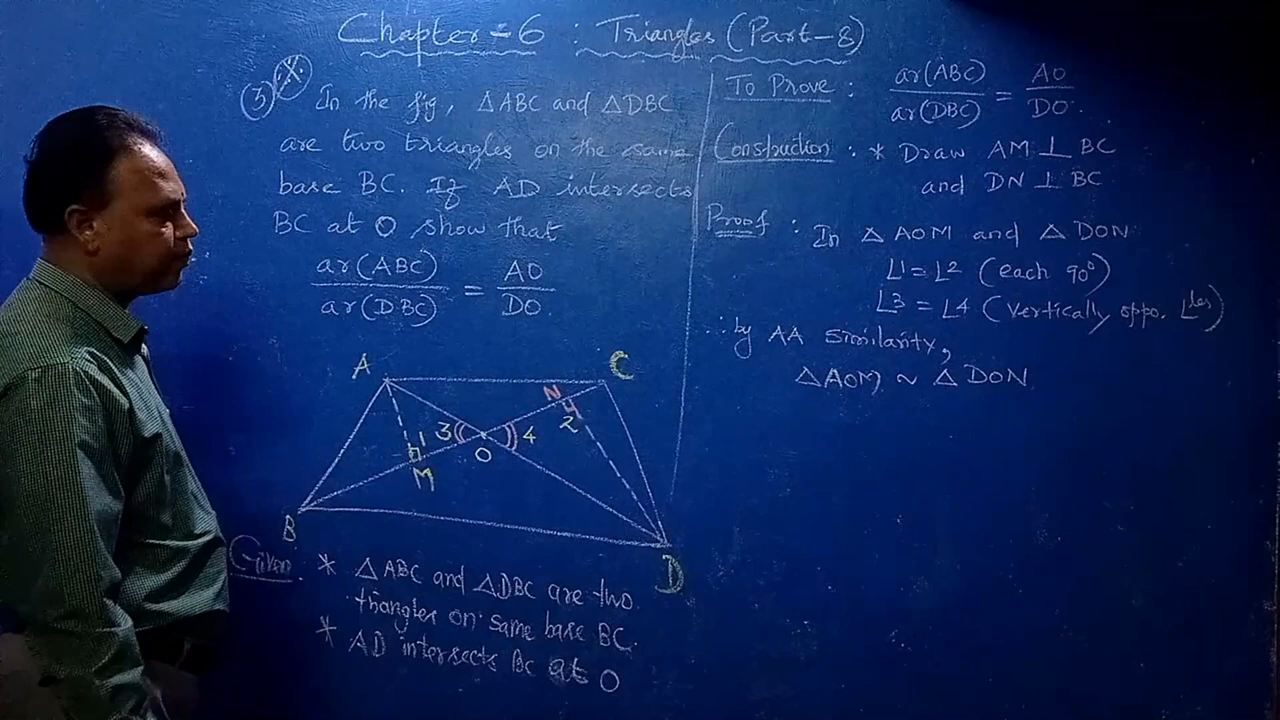 Chapter-6 : Triangles (Part-8)
3) * In the fig, △ABC and △DBC
are two triangles on the same
base BC. If AD intersects
BC at O show that
ar(ABC) / ar(DBC) = AO / DO
A
C
N
1
3
4
2
O
M
B
D
Given: * △ABC and △DBC are two
triangles on same base BC.
* AD intersects BC at O
To Prove : ar(ABC) / ar(DBC) = AO / DO.
Construction : * Draw AM ⊥ BC
and DN ⊥ BC
Proof : In △AOM and △DON
∠1 = ∠2 (each 90°)
∠3 = ∠4 (Vertically oppo. ∠les)
∴ by AA similarity,
△AOM ~ △DON